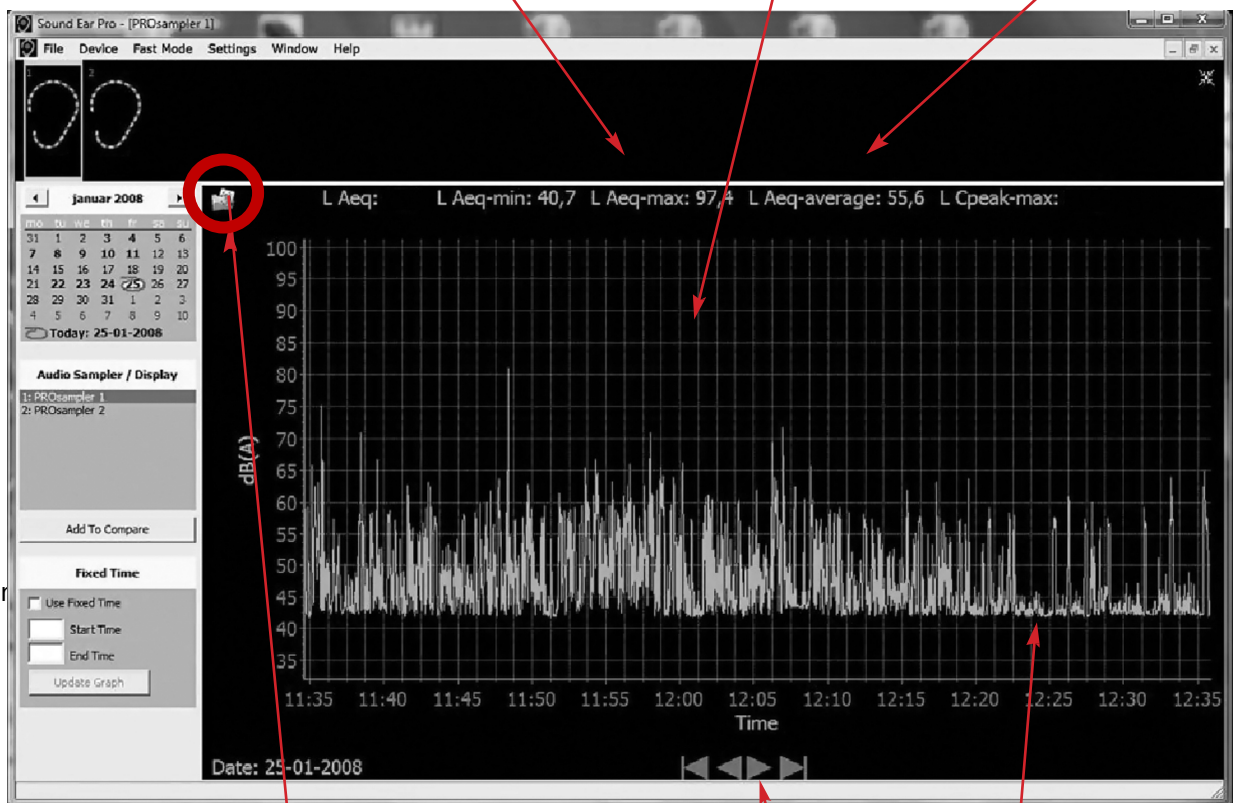 Sound Ear Pro - [PROsampler 1]
File Device Fast Mode Settings Window Help
1 2
januar 2008
mo tu we th fr sa su
31 1 2 3 4 5 6
7 8 9 10 11 12 13
14 15 16 17 18 19 20
21 22 23 24 25 26 27
28 29 30 31 1 2 3
4 5 6 7 8 9 10
Today: 25-01-2008
Audio Sampler / Display
1: PROsampler 1
2: PROsampler 2
Add To Compare
Fixed Time
Use Fixed Time
Start Time
End Time
Update Graph
L Aeq: L Aeq-min: 40,7 L Aeq-max: 97,4 L Aeq-average: 55,6 L Cpeak-max:
100
95
90
85
80
75
70
65
60
55
50
45
40
35
dB(A)
11:35 11:40 11:45 11:50 11:55 12:00 12:05 12:10 12:15 12:20 12:25 12:30 12:35
Time
Date: 25-01-2008